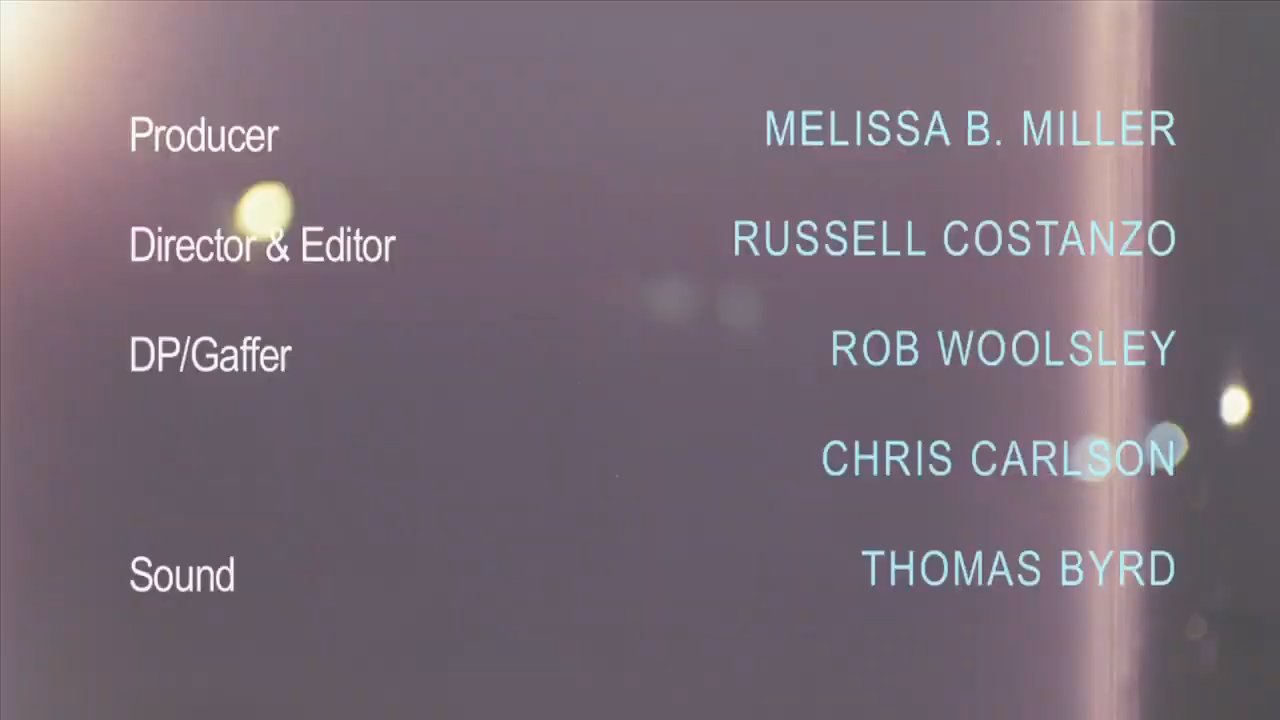 Producer MELISSA B. MILLER
Director & Editor RUSSELL COSTANZO
DP/Gaffer ROB WOOLSLEY
CHRIS CARLSON
Sound THOMAS BYRD